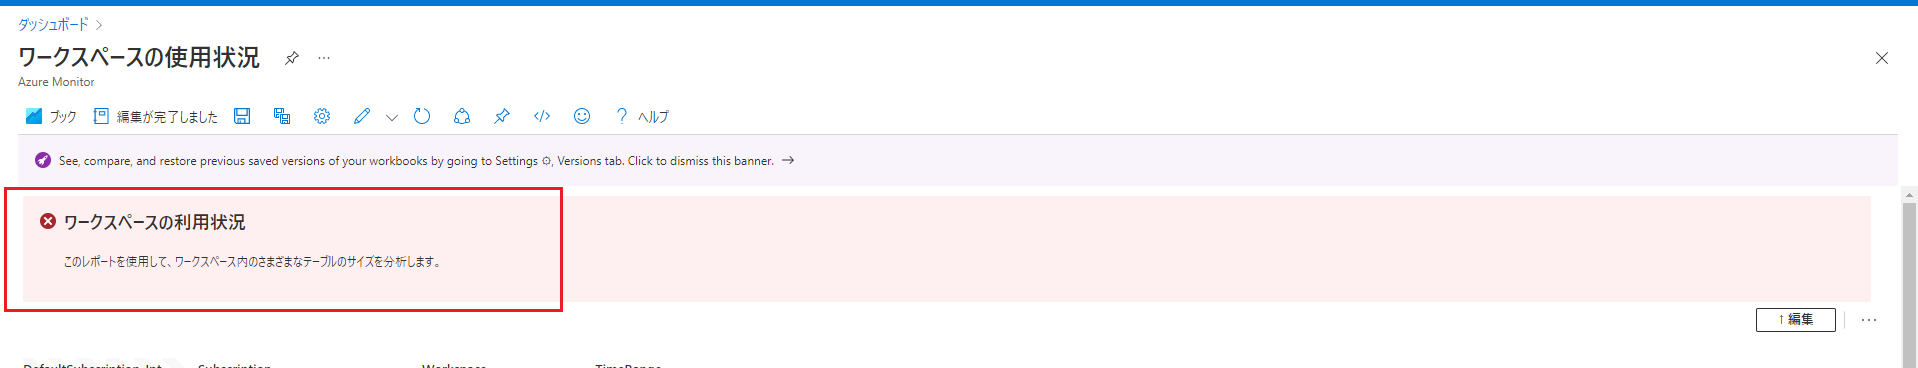 ダッシュボード
ワークスペースの使用状況
Azure Monitor
ブック 編集が完了しました ヘルプ
See, compare, and restore previous saved versions of your workbooks by going to Settings ⚙, Versions tab. Click to dismiss this banner. →
ワークスペースの利用状況
このレポートを使用して、ワークスペース内のさまざまなテーブルのサイズを分析します。
↑ 編集
DefaultSubscription_Int Subscription Workspace TimeRange